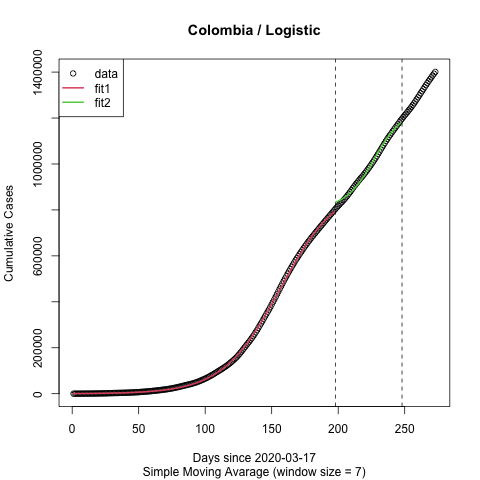 Colombia / Logistic
data
fit1
fit2
Cumulative Cases
1400000
1000000
600000
200000
0
0 50 100 150 200 250
Days since 2020-03-17
Simple Moving Avarage (window size = 7)